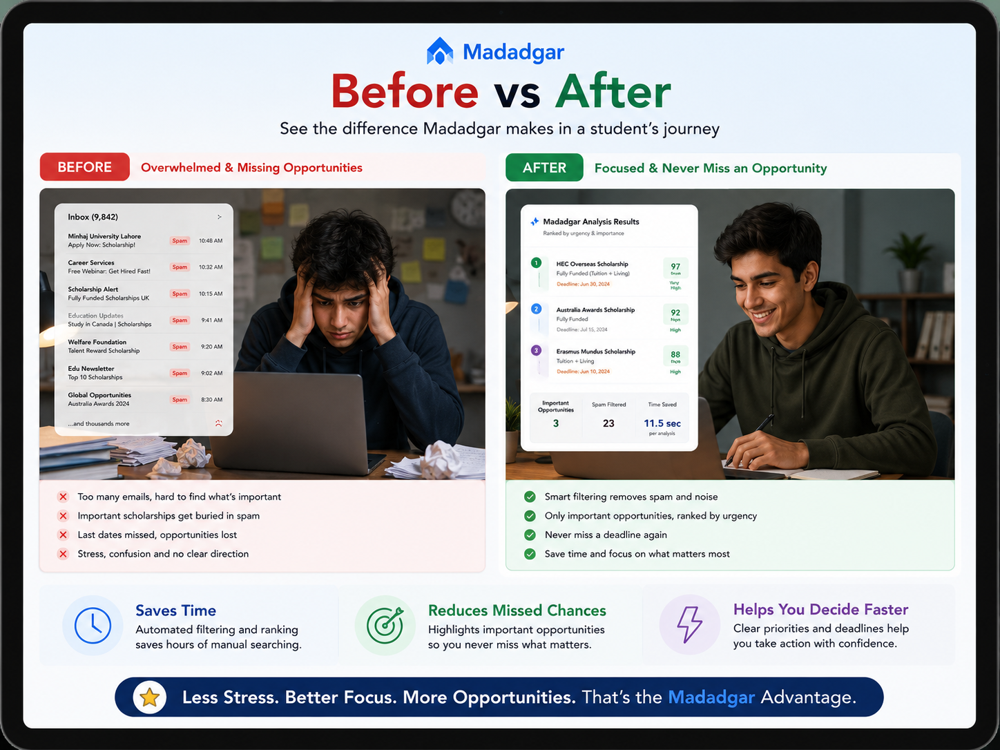 Madadgar
Before vs After
See the difference Madadgar makes in a student's journey
BEFORE
Overwhelmed & Missing Opportunities
Inbox (9,842)
Minhaj University Lahore
Apply Now: Scholarship!
Spam
10:48 AM
Career Services
Free Webinar: Get Hired Fast!
Spam
10:32 AM
Scholarship Alert
Fully Funded Scholarships UK
Spam
10:15 AM
Education Updates
Study in Canada | Scholarships
Spam
9:41 AM
Welfare Foundation
Talent Reward Scholarship
Spam
9:20 AM
Edu Newsletter
Top 10 Scholarships
Spam
9:02 AM
Global Opportunities
Australia Awards 2024
Spam
8:30 AM
...and thousands more
Too many emails, hard to find what's important
Important scholarships get buried in spam
Last dates missed, opportunities lost
Stress, confusion and no clear direction
AFTER
Focused & Never Miss an Opportunity
Madadgar Analysis Results
Ranked by urgency & importance
1
HEC Overseas Scholarship
Fully Funded (Tuition + Living)
Deadline: Jun 30, 2024
97
High
2
Australia Awards Scholarship
Fully Funded
Deadline: Jul 15, 2024
92
High
3
Erasmus Mundus Scholarship
Tuition + Living
Deadline: Jun 10, 2024
88
High
Important
Opportunities
3
Spam Filtered
23
Time Saved
11.5 sec
per analysis
Smart filtering removes spam and noise
Only important opportunities, ranked by urgency
Never miss a deadline again
Save time and focus on what matters most
Saves Time
Automated filtering and ranking
saves hours of manual searching.
Reduces Missed Chances
Highlights important opportunities
so you never miss what matters.
Helps You Decide Faster
Clear priorities and deadlines help
you take action with confidence.
Less Stress. Better Focus. More Opportunities. That's the Madadgar Advantage.